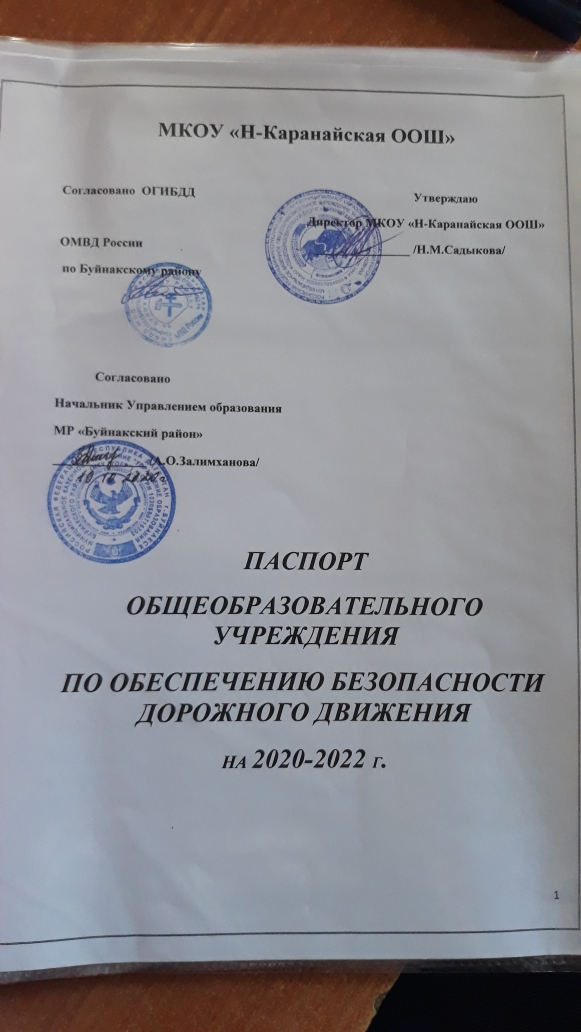 МКОУ «Н-Каранайская ООШ»
Согласовано ОГИБДД
Утверждаю
Директор МКОУ «Н-Каранайская ООШ»
ОМВД России
/Н.М.Садыкова/
по Буйнакскому району
Согласовано
Начальник Управлением образования
МР «Буйнакский район»
А.О.Залимханова/
ПАСПОРТ
ОБЩЕОБРАЗОВАТЕЛЬНОГО
УЧРЕЖДЕНИЯ
ПО ОБЕСПЕЧЕНИЮ БЕЗОПАСНОСТИ
ДОРОЖНОГО ДВИЖЕНИЯ
НА 2020-2022 Г.
1